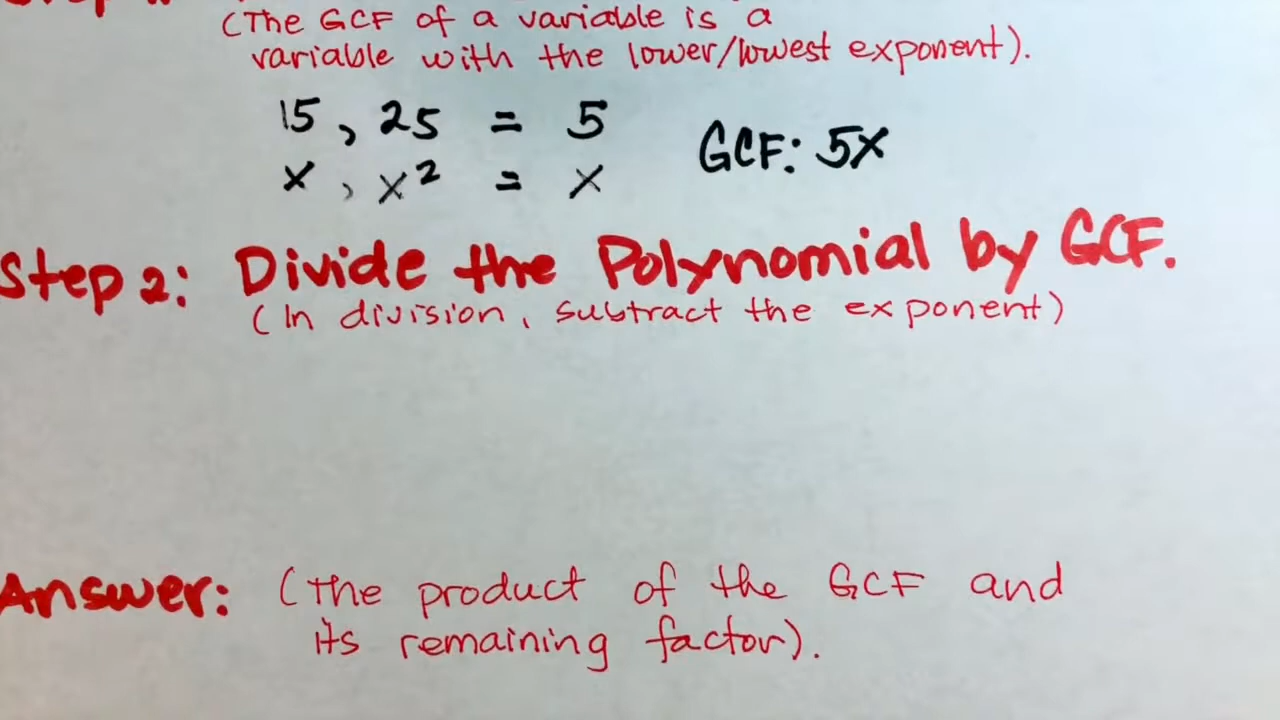 (The GCF of a variable is a
variable with the lower/lowest exponent).
15, 25 = 5
x, x² = x
GCF: 5x
Step 2: Divide the Polynomial by GCF.
(In division, subtract the exponent)
Answer: (The product of the GCF and
its remaining factor).